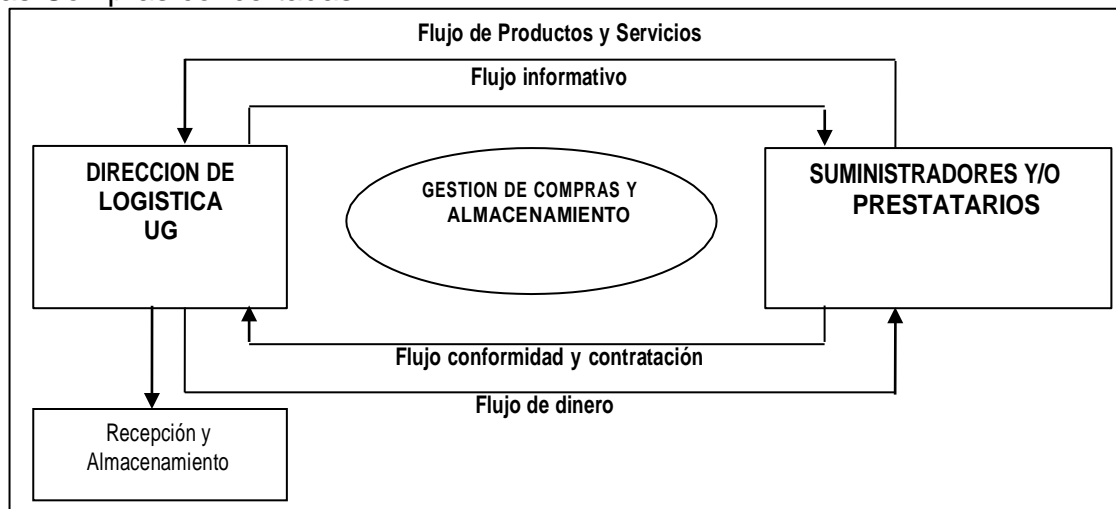 Flujo de Productos y Servicios
Flujo informativo
DIRECCION DE
LOGISTICA
UG
GESTION DE COMPRAS Y
ALMACENAMIENTO
SUMINISTRADORES Y/O
PRESTATARIOS
Flujo conformidad y contratación
Flujo de dinero
Recepción y
Almacenamiento